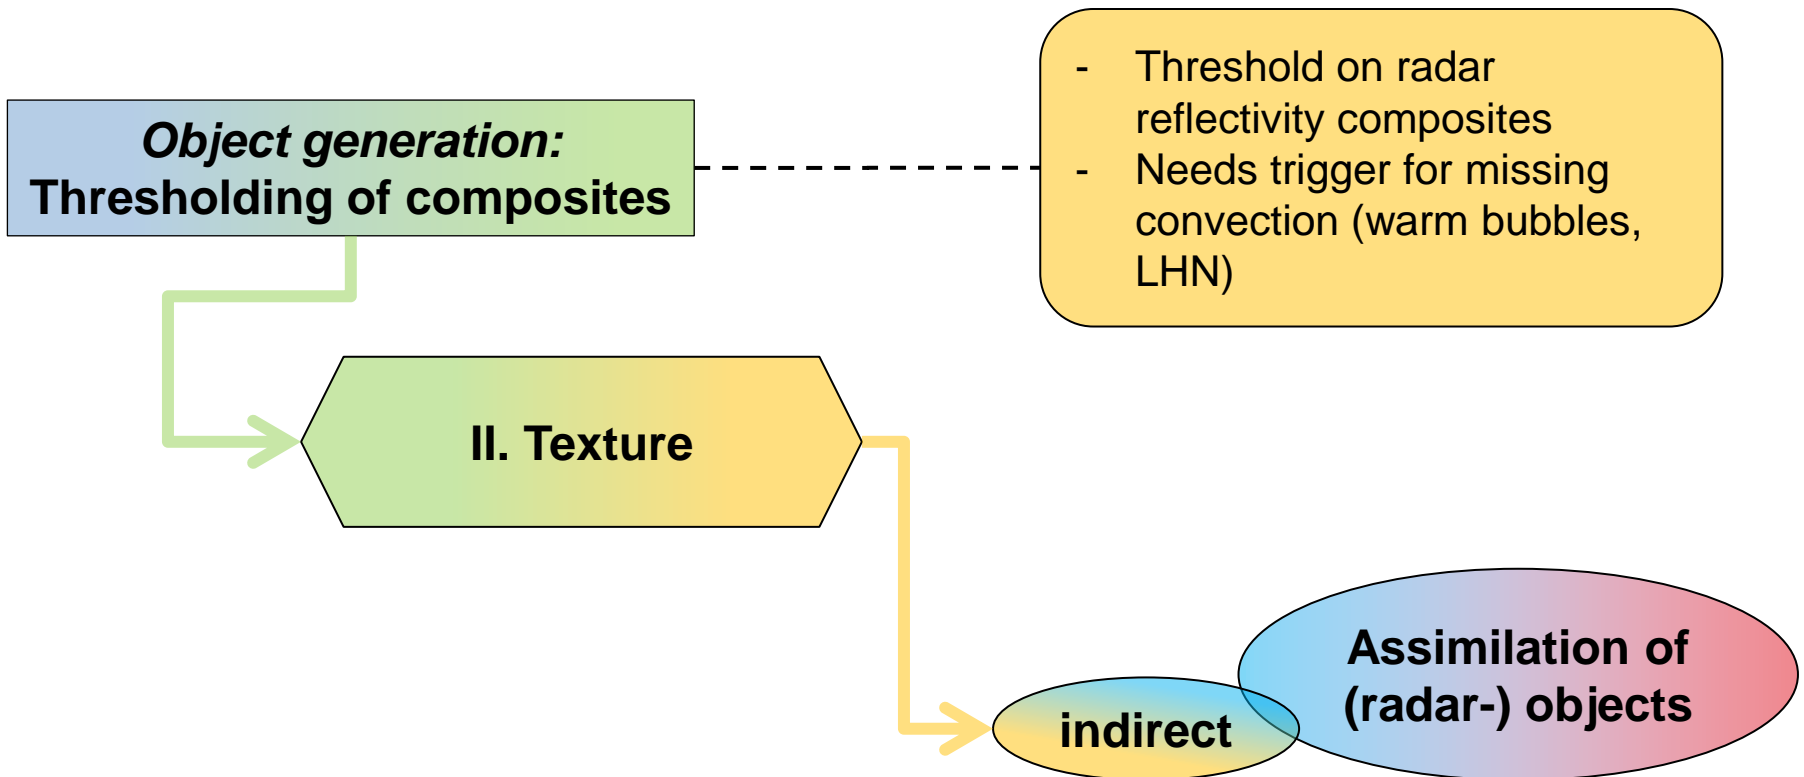 Object generation:
Thresholding of composites
- Threshold on radar
reflectivity composites
- Needs trigger for missing
convection (warm bubbles,
LHN)
II. Texture
indirect
Assimilation of
(radar-) objects